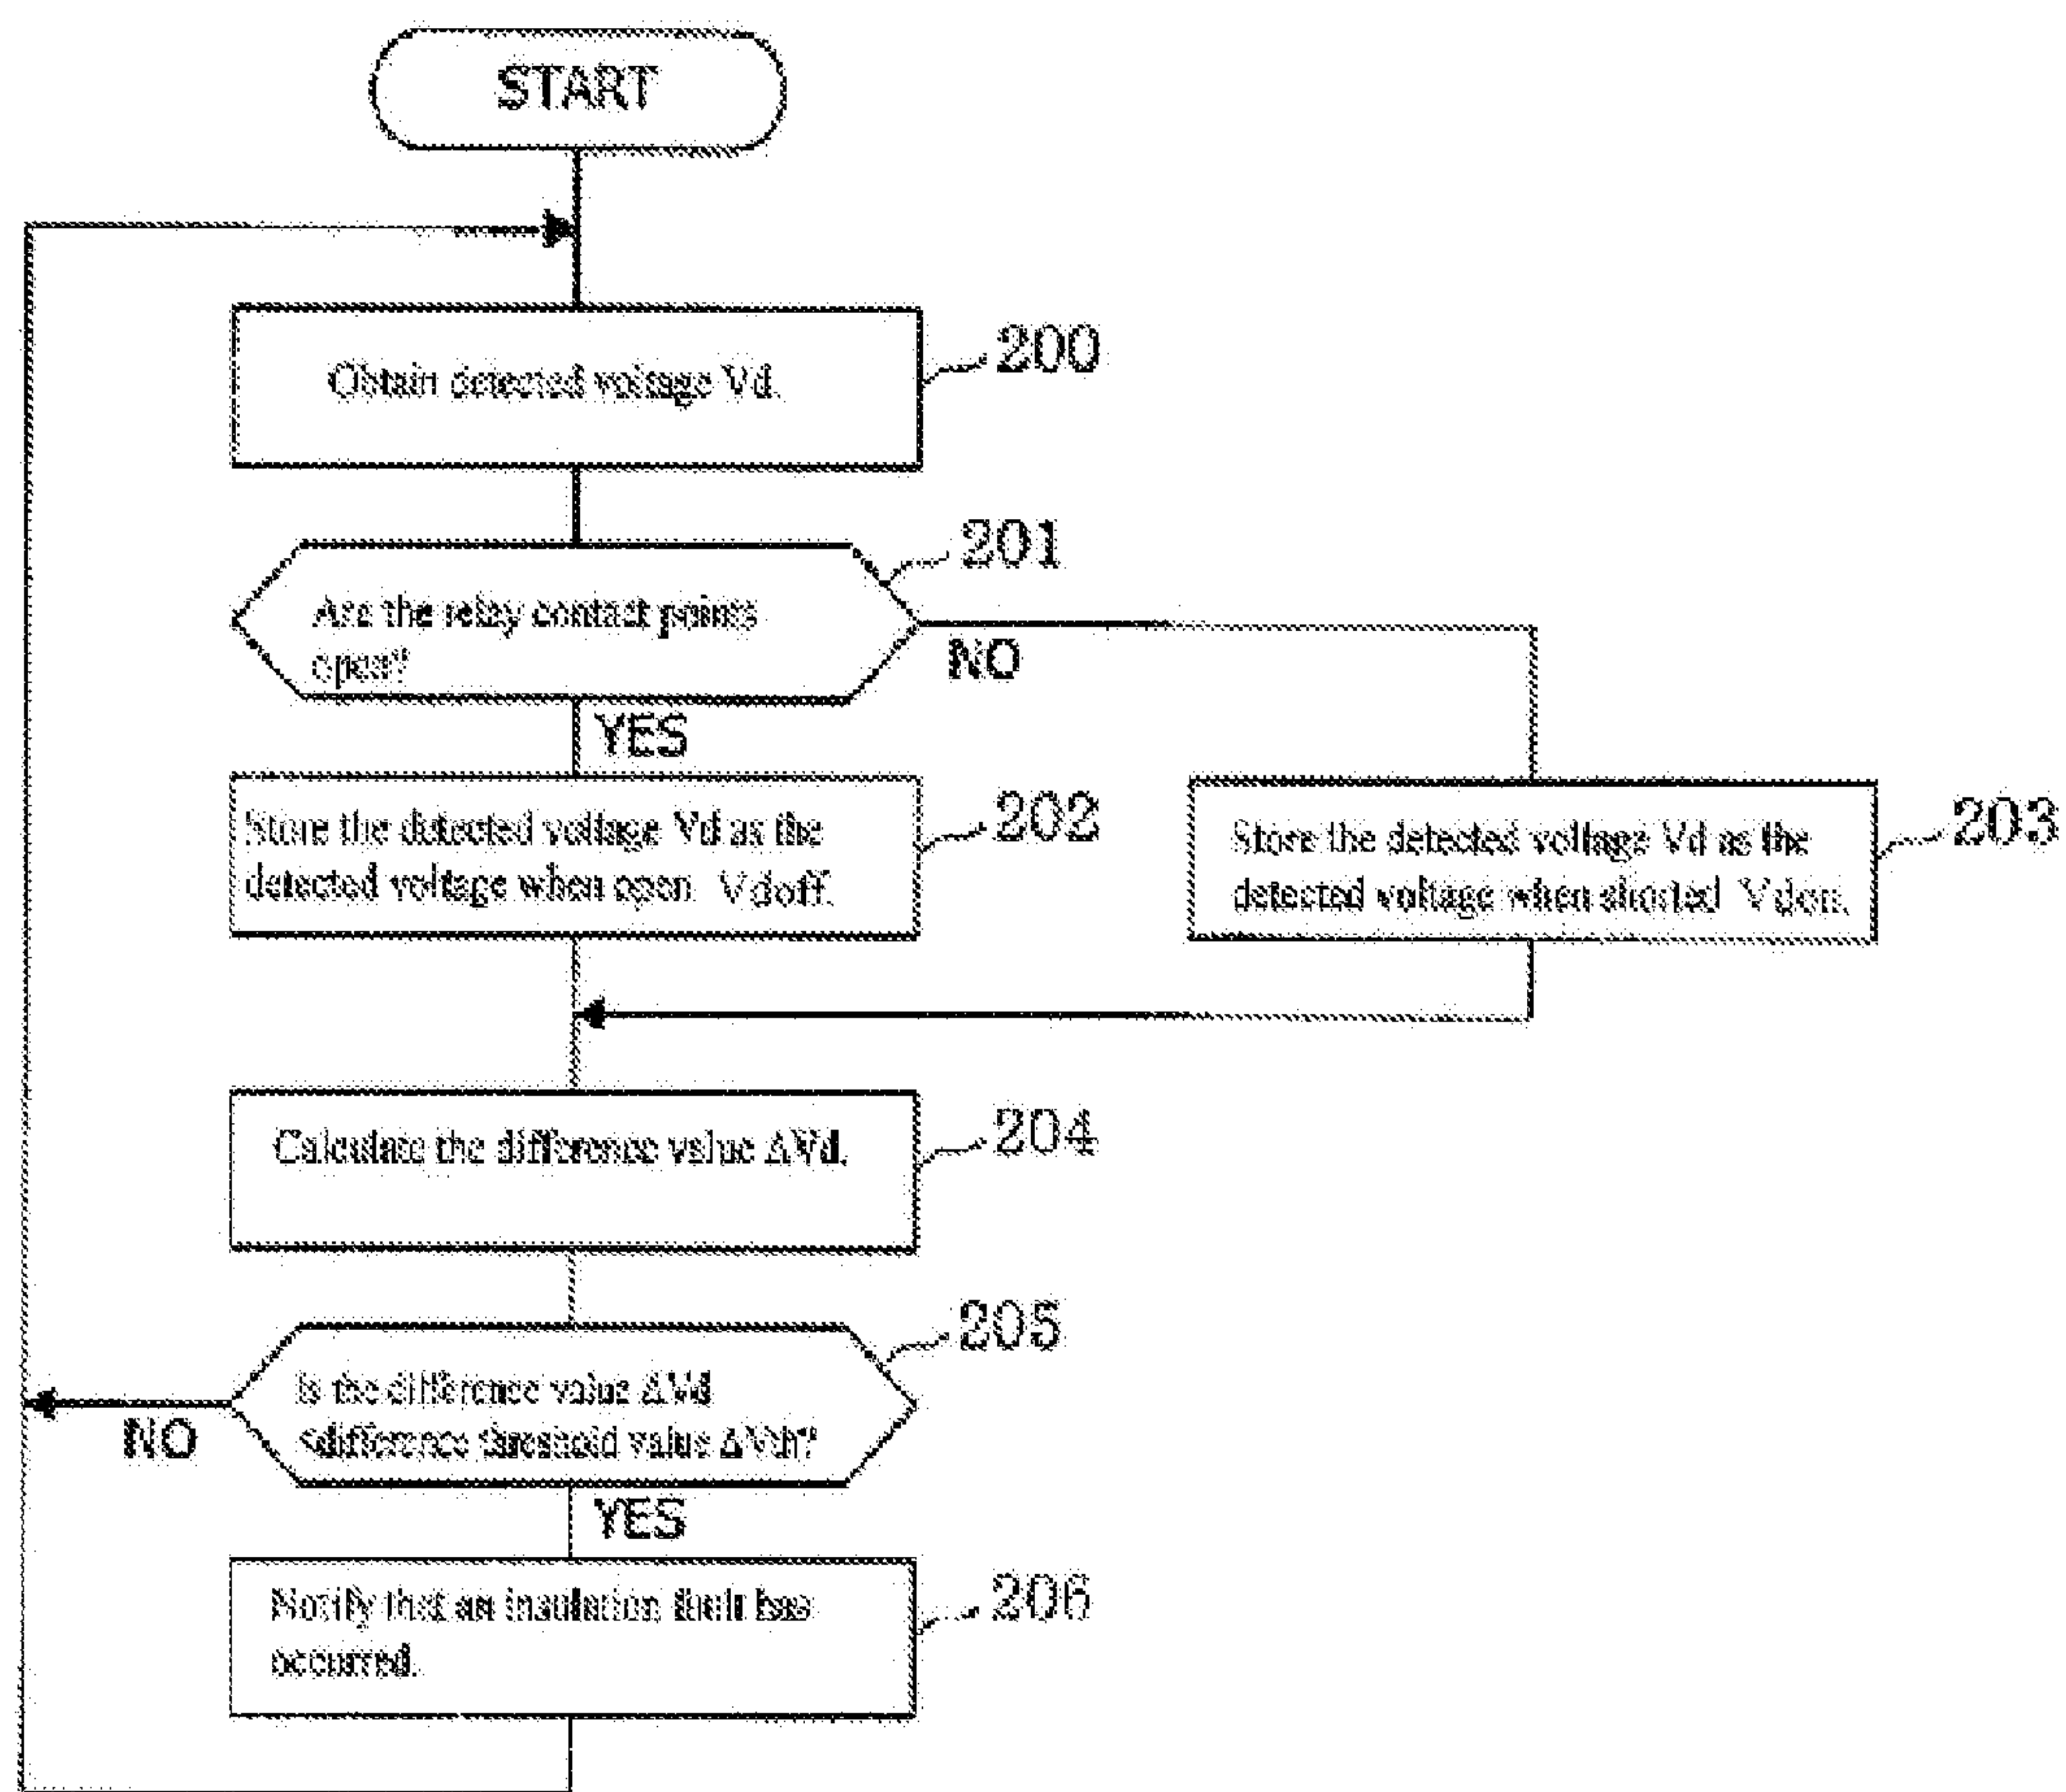 START
200
Obtain detected voltage Vd.
201
Are the relay contact points
open?
NO
YES
202
Store the detected voltage Vd as the
detected voltage when open Vdoff.
203
Store the detected voltage Vd as the
detected voltage when shorted Vdon.
204
Calculate the difference value ΔVd.
205
Is the difference value ΔVd
<difference threshold value ΔVth?
NO
YES
206
Notify that an insulation fault has
occurred.